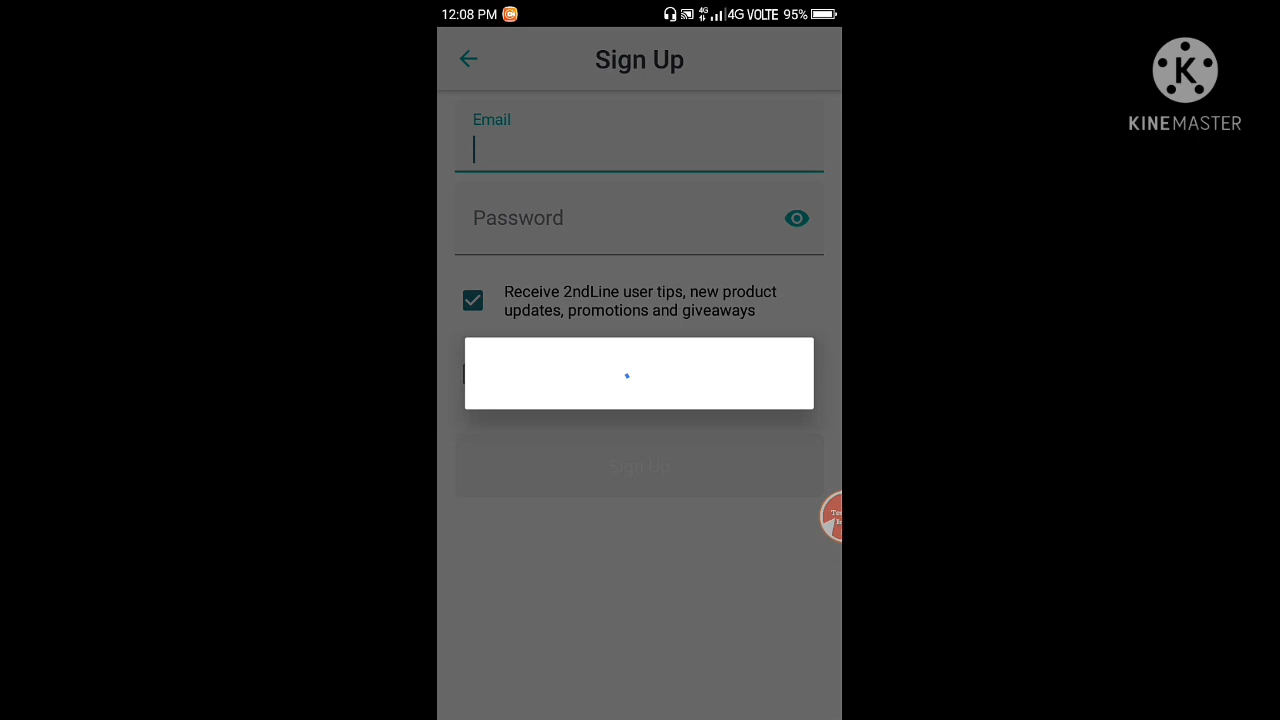 12:08 PM
4G 4G VOLTE 95%
Sign Up
Email
Password
Receive 2ndLine user tips, new product
updates, promotions and giveaways
Sign Up
K
KINEMASTER